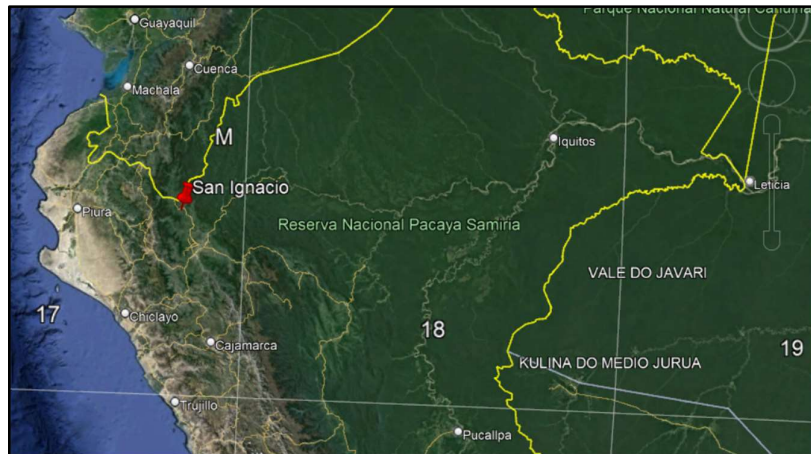 Parque Nacional Natural Cahuina
Guayaquil
Cuenca
Machala
M
Iquitos
San Ignacio
Leticia
Piura
Reserva Nacional Pacaya Samiria
VALE DO JAVARI
17
Chiclayo
18
Cajamarca
19
KULINA DO MEDIO JURUA
Trujillo
Pucallpa